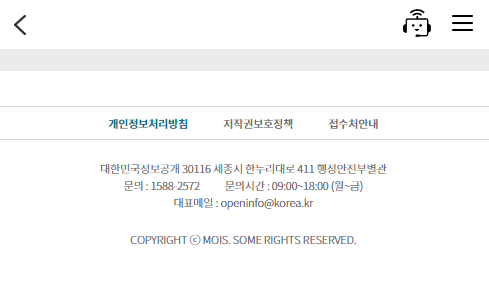 개인정보처리방침 저작권보호정책 접수처안내
대한민국정보공개 30116 세종시 한누리대로 411 행정안전부별관
문의 : 1588-2572 문의시간 : 09:00~18:00 (월~금)
대표메일 : openinfo@korea.kr
COPYRIGHT ⓒ MOIS. SOME RIGHTS RESERVED.